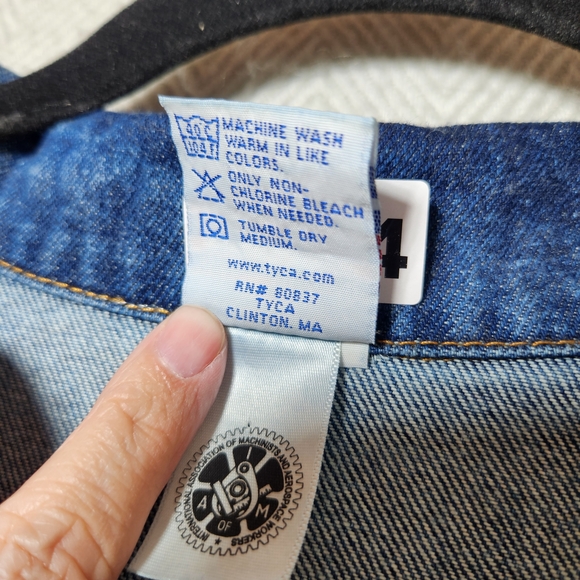 40 C
104 F
MACHINE WASH
WARM IN LIKE
COLORS.
ONLY NON-
CHLORINE BLEACH
WHEN NEEDED.
TUMBLE DRY
MEDIUM.
www.tyca.com
RN# 80837
TYCA
CLINTON, MA
4
INTERNATIONAL ASSOCIATION OF MACHINISTS AND AEROSPACE WORKERS
I A OF M